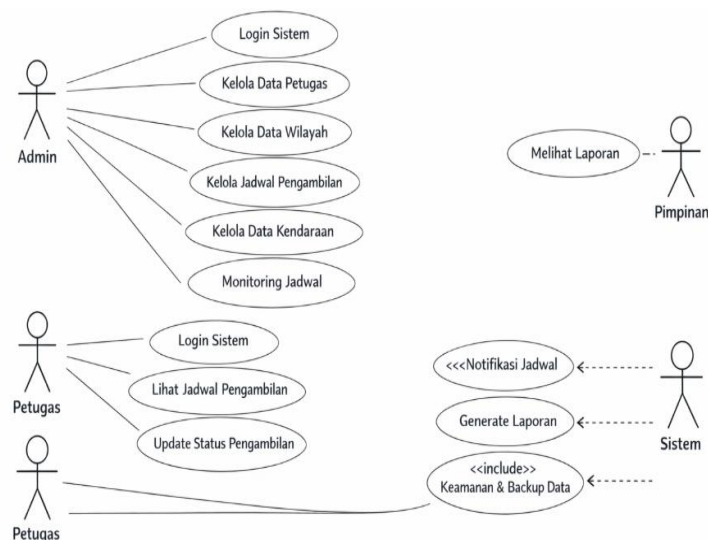 Login Sistem
Kelola Data Petugas
Kelola Data Wilayah
Kelola Jadwal Pengambilan
Kelola Data Kendaraan
Monitoring Jadwal
Admin
Melihat Laporan
Pimpinan
Login Sistem
Lihat Jadwal Pengambilan
Update Status Pengambilan
Petugas
<<<Notifikasi Jadwal
Generate Laporan
<<include>>
Keamanan & Backup Data
Sistem
Petugas